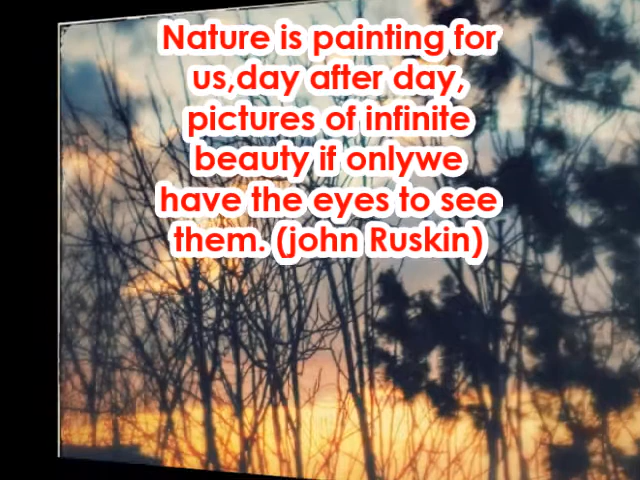 Nature is painting for
us,day after day,
pictures of infinite
beauty if onlywe
have the eyes to see
them. (john Ruskin)